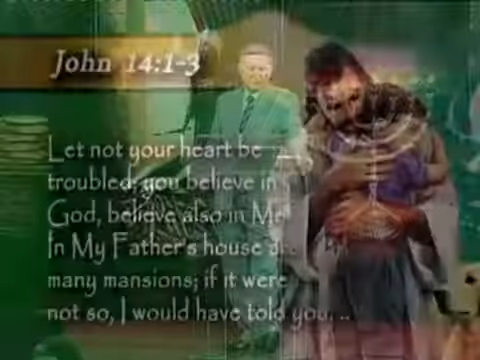 John 14:1-3
Let not your heart be
troubled; you believe in
God, believe also in Me
In My Father's house are
many mansions; if it were
not so, I would have told you. ..